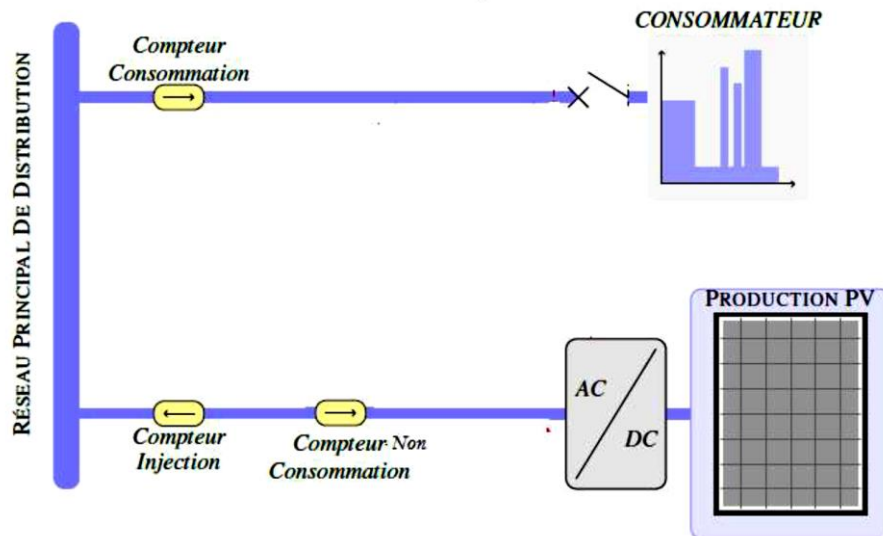 CONSOMMATEUR
Compteur
Consommation
RÉSEAU PRINCIPAL DE DISTRIBUTION
PRODUCTION PV
AC
DC
Compteur
Injection
Compteur Non
Consommation